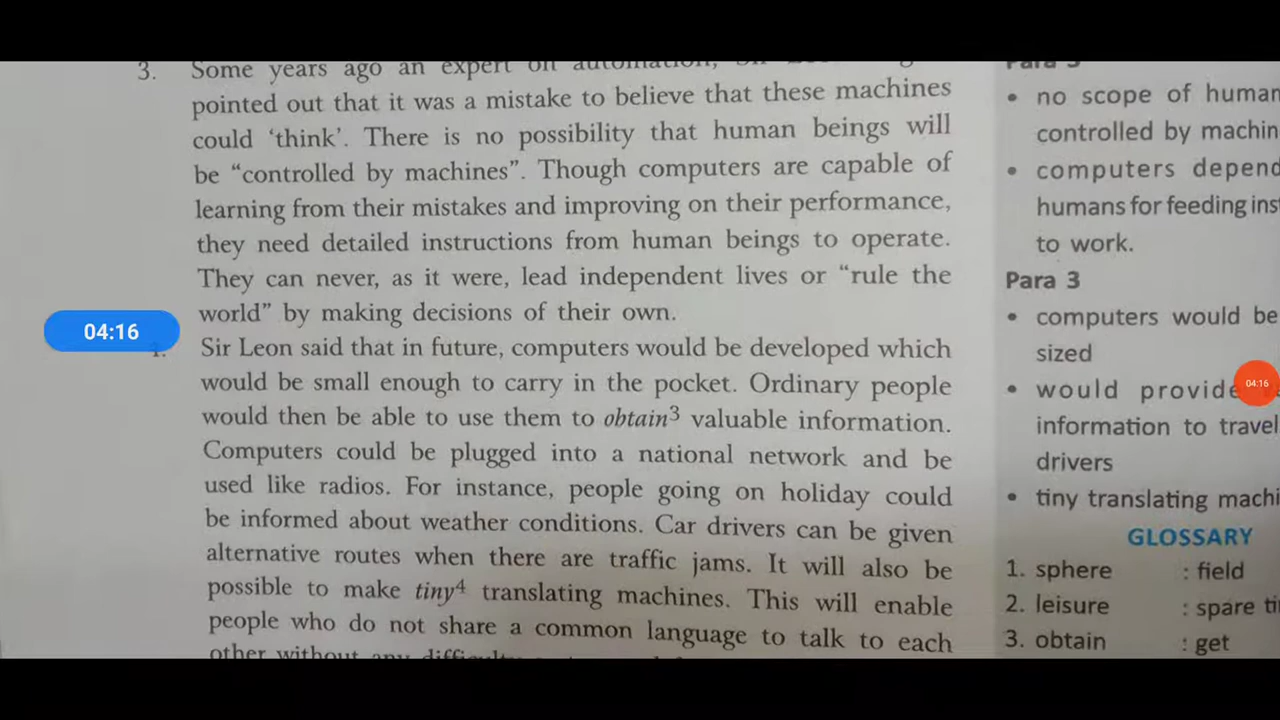 3. Some years ago an expert on automation,
pointed out that it was a mistake to believe that these machines
could ‘think’. There is no possibility that human beings will
be “controlled by machines”. Though computers are capable of
learning from their mistakes and improving on their performance,
they need detailed instructions from human beings to operate.
They can never, as it were, lead independent lives or “rule the
world” by making decisions of their own.
04:16
Sir Leon said that in future, computers would be developed which
would be small enough to carry in the pocket. Ordinary people
would then be able to use them to obtain³ valuable information.
Computers could be plugged into a national network and be
used like radios. For instance, people going on holiday could
be informed about weather conditions. Car drivers can be given
alternative routes when there are traffic jams. It will also be
possible to make tiny⁴ translating machines. This will enable
people who do not share a common language to talk to each
other without any
Para
• no scope of human
controlled by machin
• computers depend
humans for feeding ins
to work.
Para 3
• computers would be
sized
• would provide
04:16
information to travel
drivers
• tiny translating machi
GLOSSARY
1. sphere : field
2. leisure : spare ti
3. obtain : get